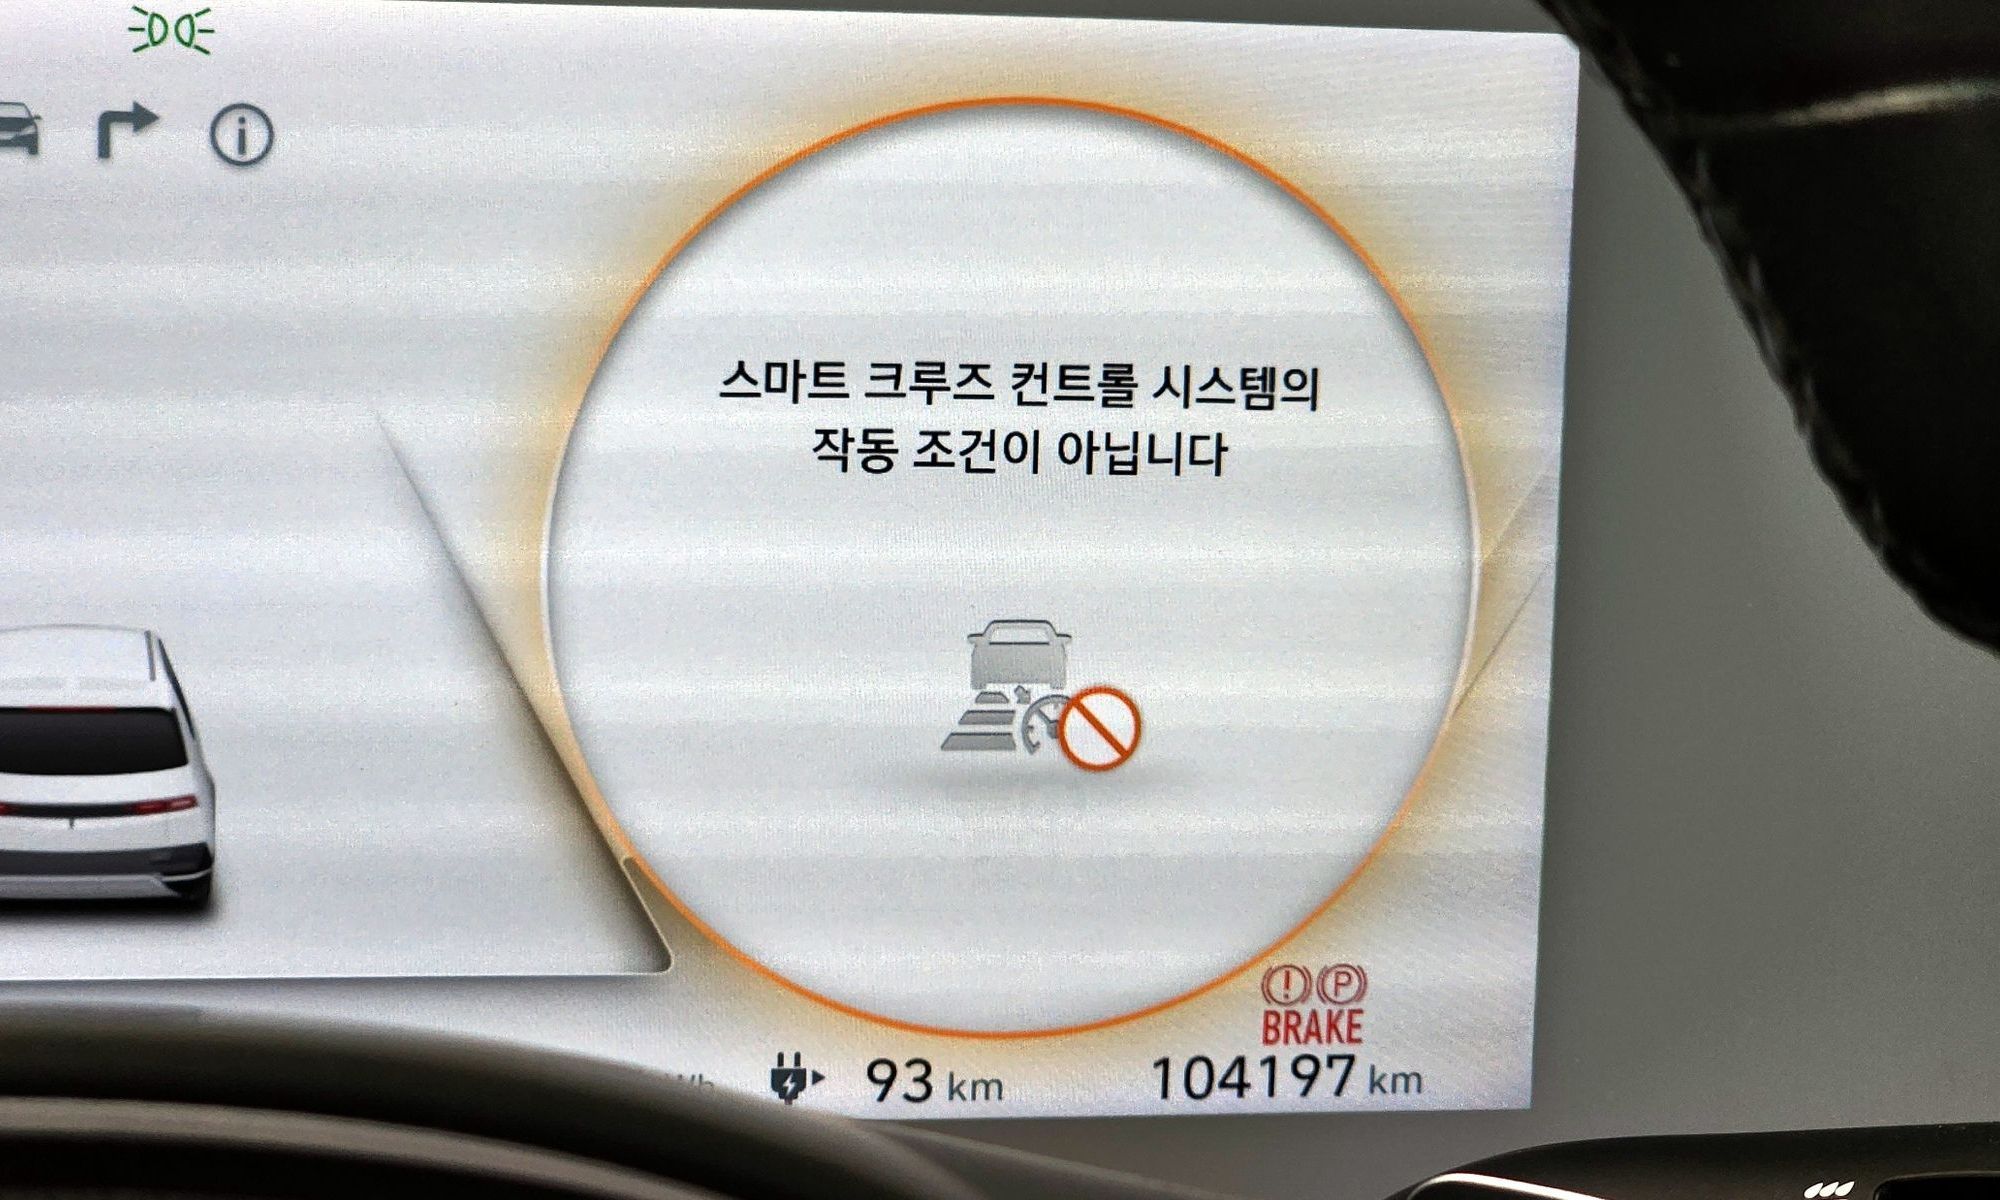 스마트 크루즈 컨트롤 시스템의
작동 조건이 아닙니다
BRAKE
93 km
104197 km